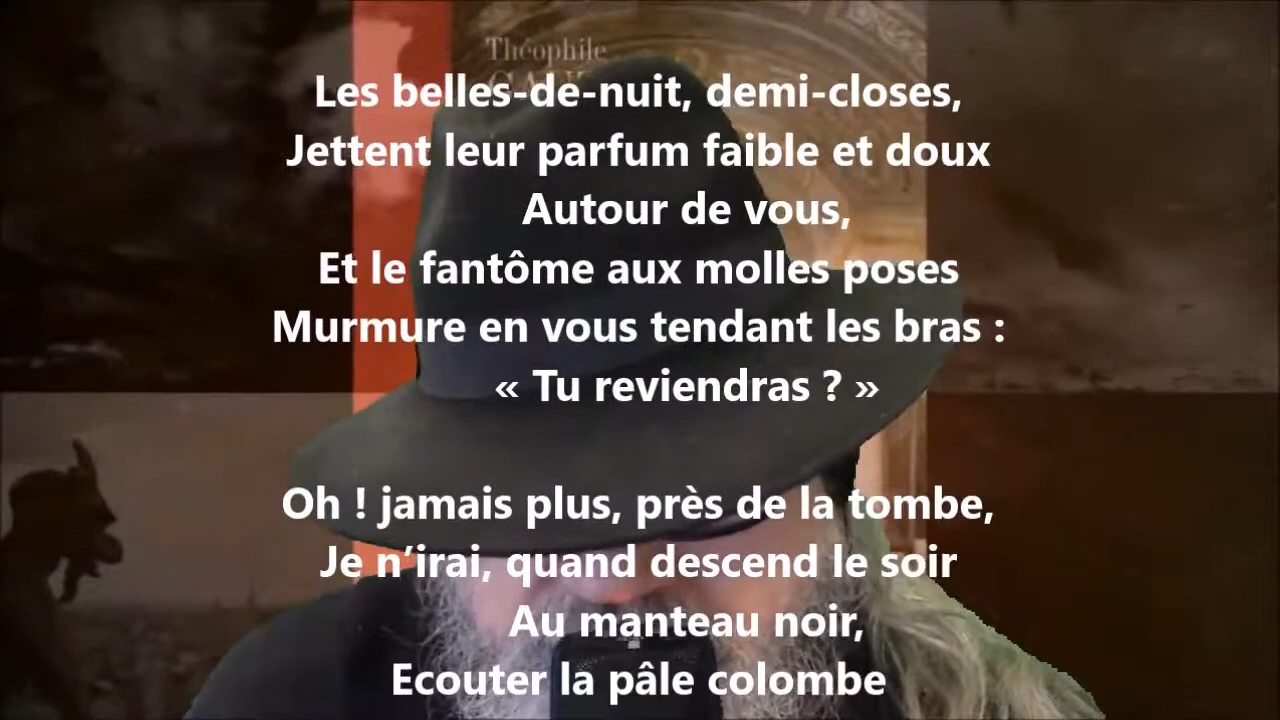 Théophile
Les belles-de-nuit, demi-closes,
Jettent leur parfum faible et doux
Autour de vous,
Et le fantôme aux molles poses
Murmure en vous tendant les bras :
« Tu reviendras ? »
Oh ! jamais plus, près de la tombe,
Je n’irai, quand descend le soir
Au manteau noir,
Ecouter la pâle colombe